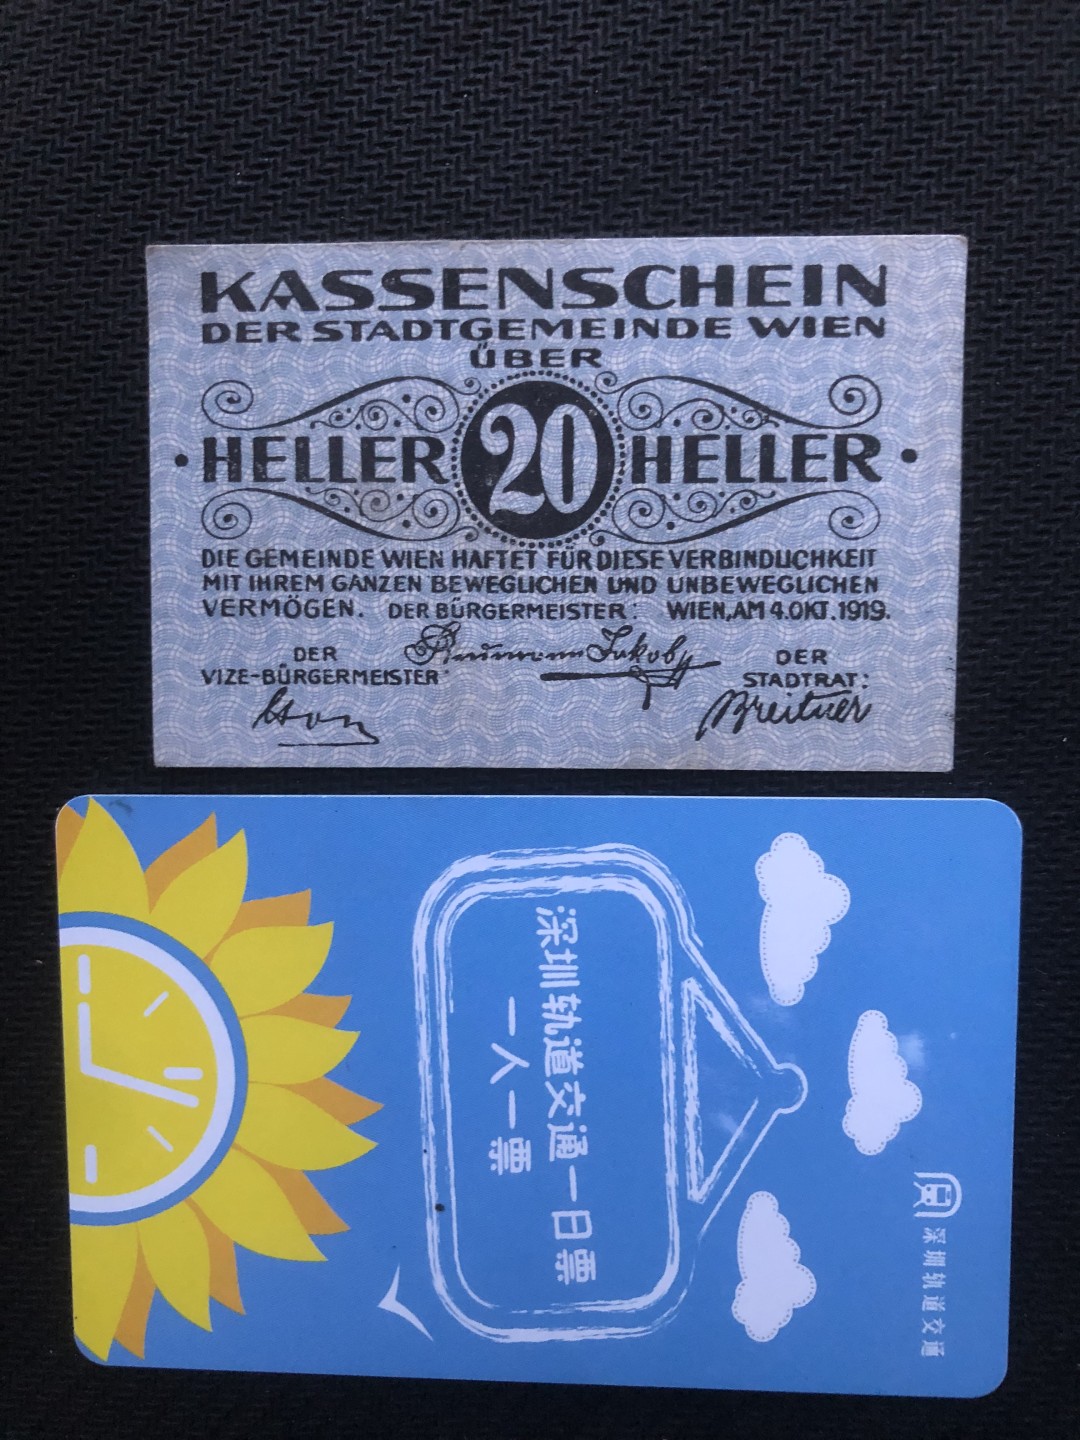 KASSENSCHEIN
DER STADTGEMEINDE WIEN
ÜBER
HELLER 20 HELLER
DIE GEMEINDE WIEN HAFTET FÜR DIESE VERBINDLICHKEIT
MIT IHREM GANZEN BEWEGLICHEN UND UNBEWEGLICHEN
VERMÖGEN. DER BÜRGERMEISTER: WIEN, AM 4. OKT. 1919.
DER
VIZE-BÜRGERMEISTER:
Reumann Jakob
DER
STADTRAT:
Breitner
深圳轨道交通
深圳轨道交通一日票
一人一票